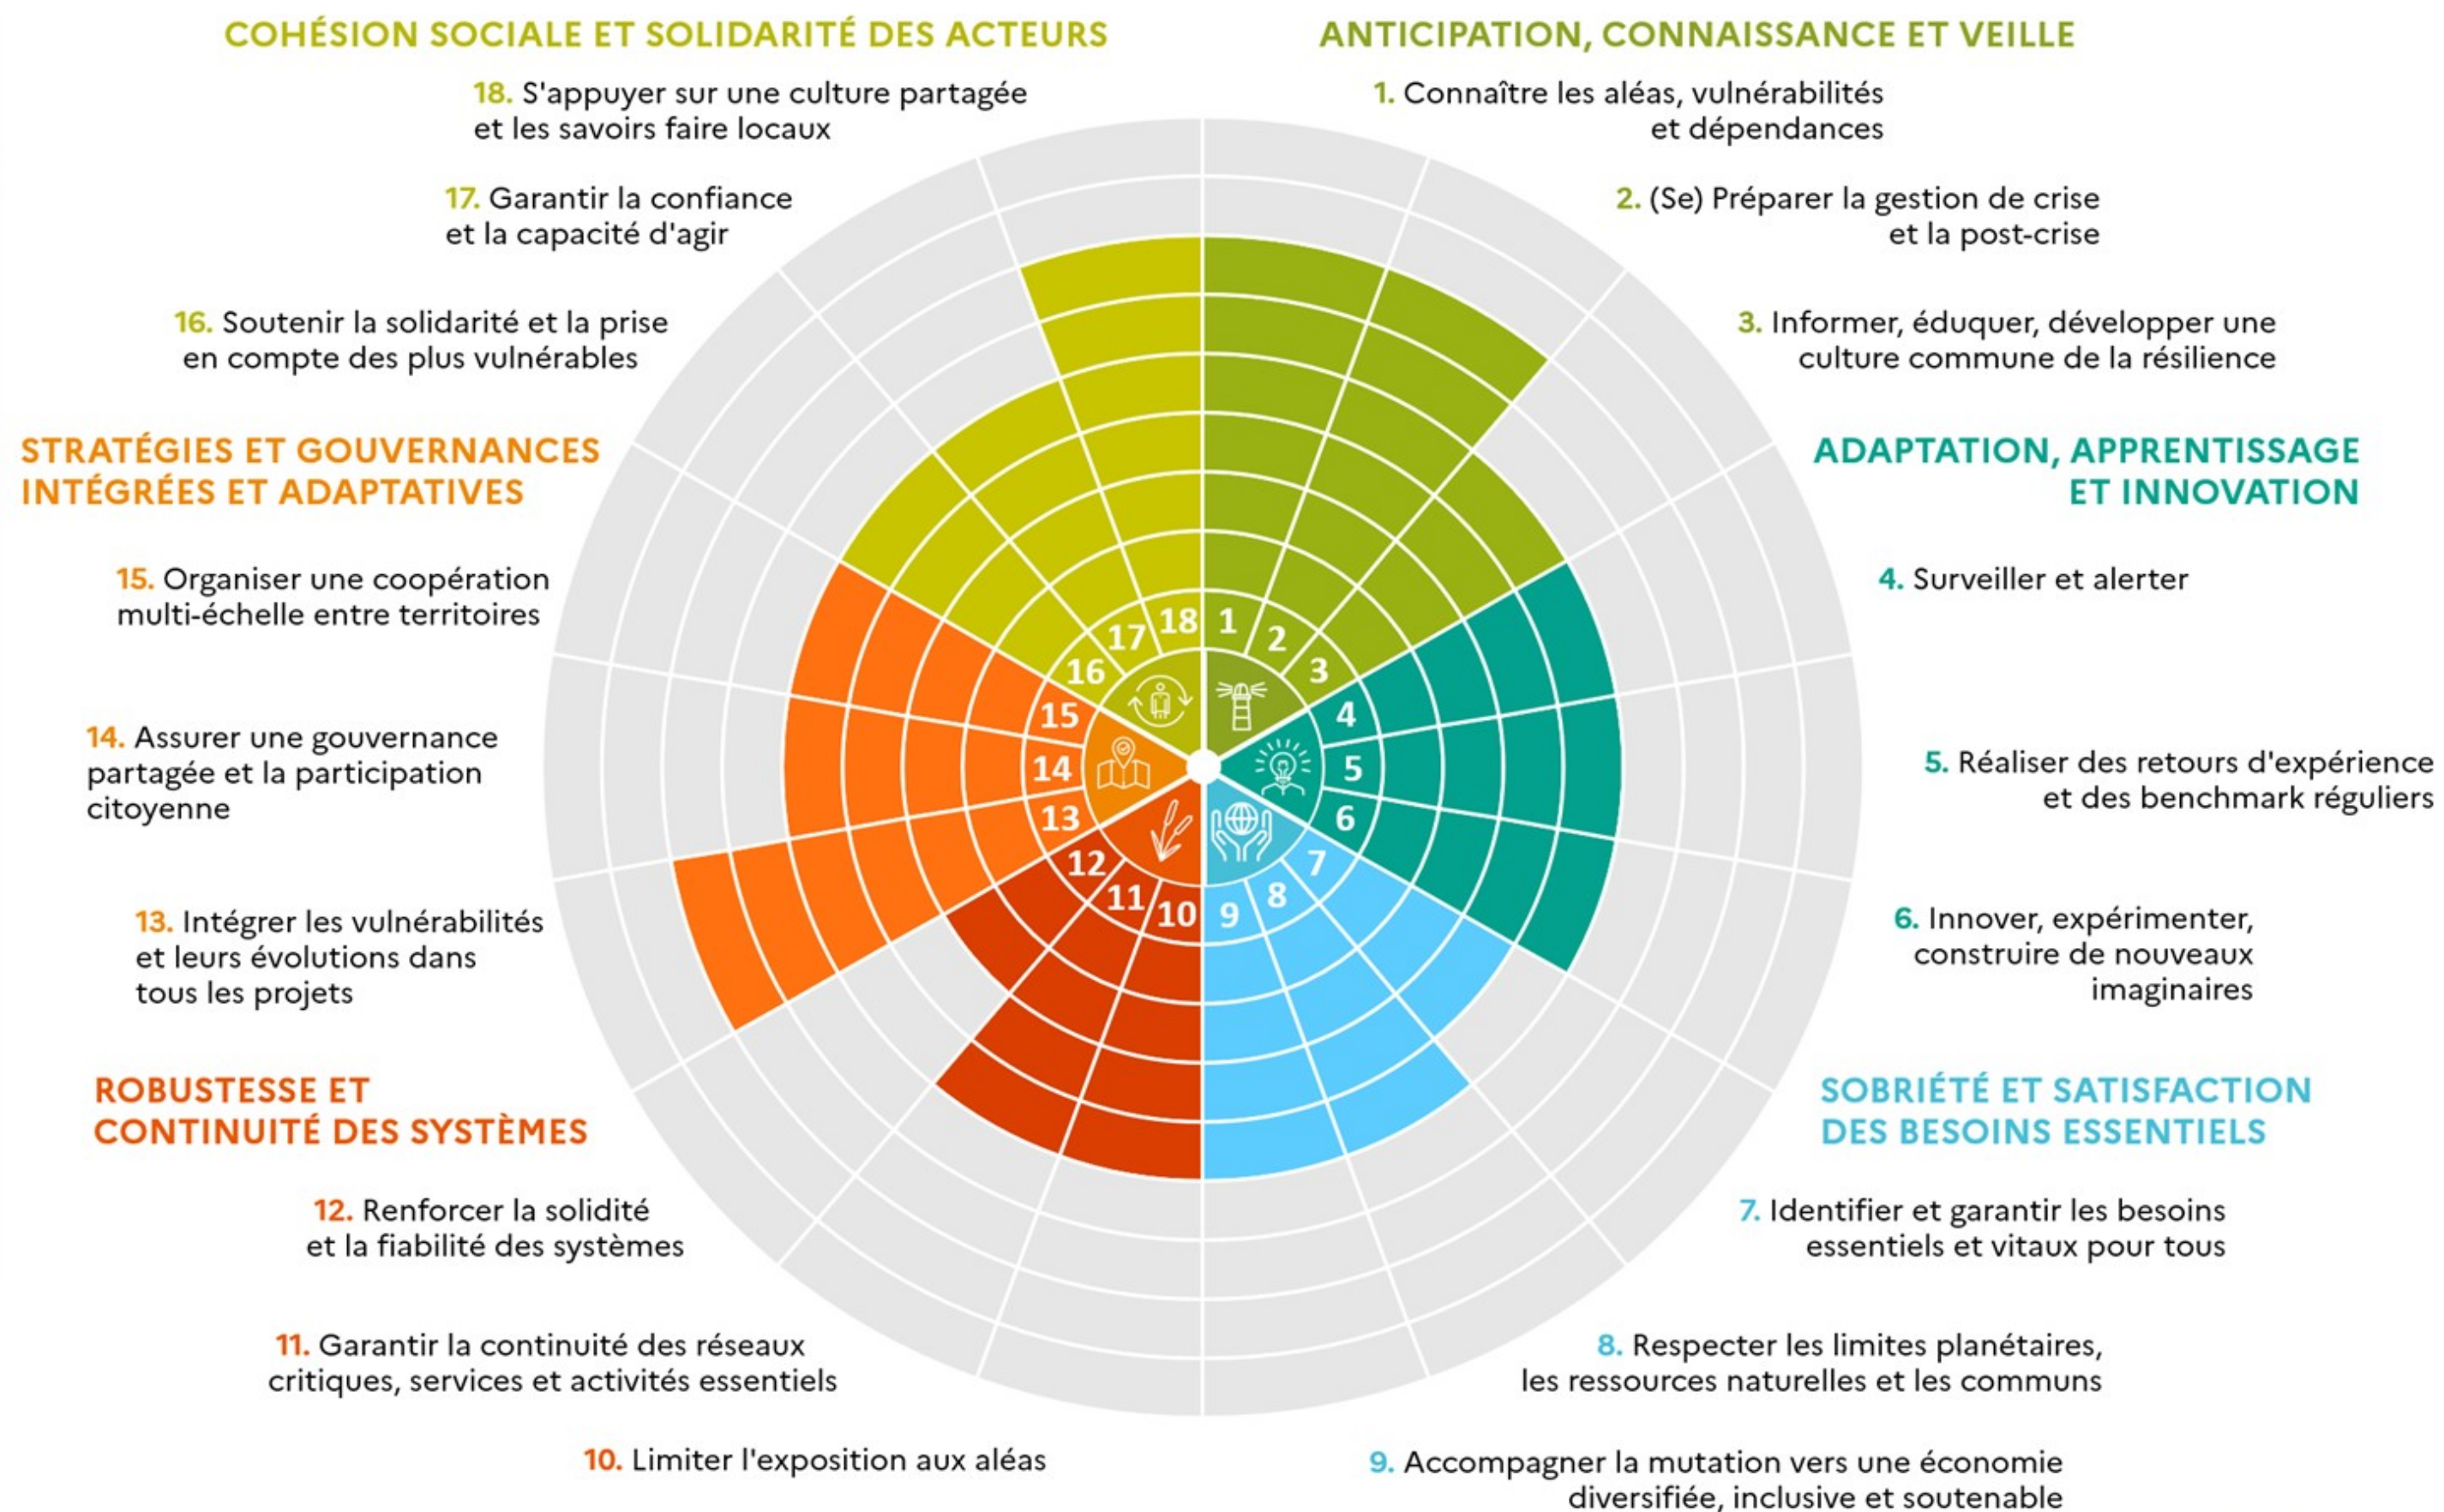 COHÉSION SOCIALE ET SOLIDARITÉ DES ACTEURS
18. S'appuyer sur une culture partagée
et les savoirs faire locaux
17. Garantir la confiance
et la capacité d'agir
16. Soutenir la solidarité et la prise
en compte des plus vulnérables
STRATÉGIES ET GOUVERNANCES
INTÉGRÉES ET ADAPTATIVES
15. Organiser une coopération
multi-échelle entre territoires
14. Assurer une gouvernance
partagée et la participation
citoyenne
13. Intégrer les vulnérabilités
et leurs évolutions dans
tous les projets
ROBUSTESSE ET
CONTINUITÉ DES SYSTÈMES
12. Renforcer la solidité
et la fiabilité des systèmes
11. Garantir la continuité des réseaux
critiques, services et activités essentiels
10. Limiter l'exposition aux aléas
ANTICIPATION, CONNAISSANCE ET VEILLE
1. Connaître les aléas, vulnérabilités
et dépendances
2. (Se) Préparer la gestion de crise
et la post-crise
3. Informer, éduquer, développer une
culture commune de la résilience
ADAPTATION, APPRENTISSAGE
ET INNOVATION
4. Surveiller et alerter
5. Réaliser des retours d'expérience
et des benchmark réguliers
6. Innover, expérimenter,
construire de nouveaux
imaginaires
SOBRIÉTÉ ET SATISFACTION
DES BESOINS ESSENTIELS
7. Identifier et garantir les besoins
essentiels et vitaux pour tous
8. Respecter les limites planétaires,
les ressources naturelles et les communs
9. Accompagner la mutation vers une économie
diversifiée, inclusive et soutenable
1
2
3
4
5
6
7
8
9
10
11
12
13
14
15
16
17
18